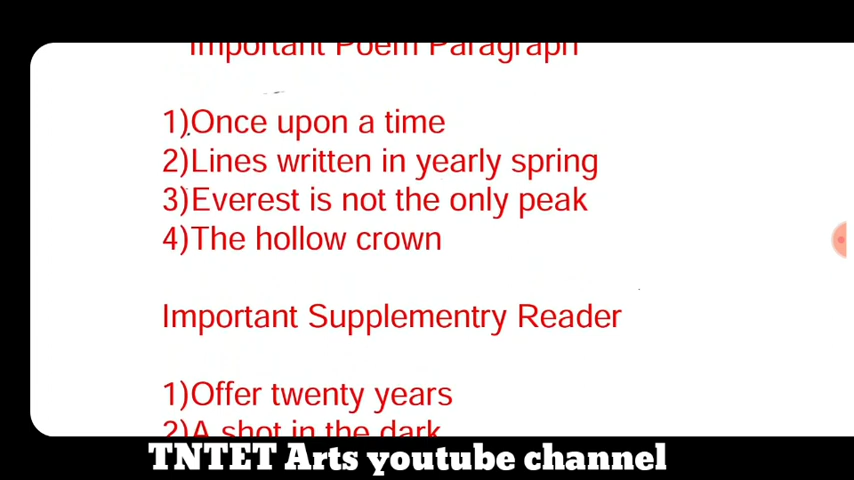 Important Poem Paragraph
1)Once upon a time
2)Lines written in yearly spring
3)Everest is not the only peak
4)The hollow crown
Important Supplementry Reader
1)Offer twenty years
2)A shot in the dark
TNTET Arts youtube channel